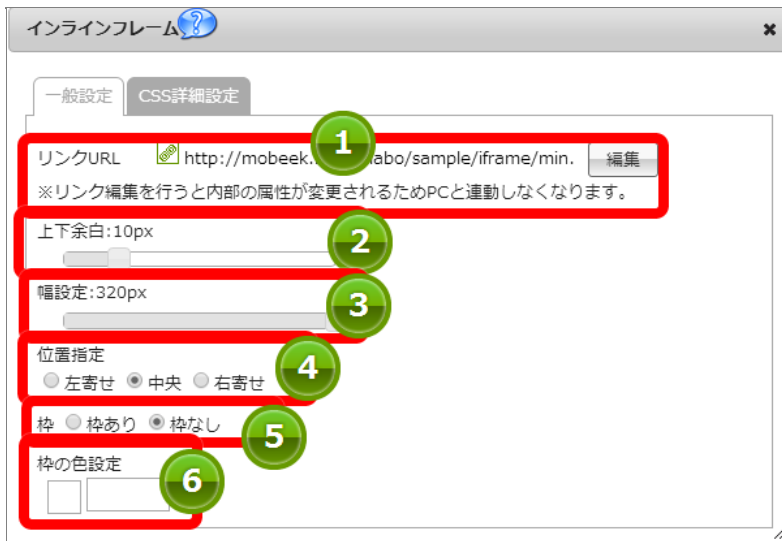 インラインフレーム
一般設定 CSS詳細設定
1
リンクURL http://mobeek. abo/sample/iframe/min. 編集
※リンク編集を行うと内部の属性が変更されるためPCと連動しなくなります。
上下余白:10px
2
幅設定:320px
3
位置指定
4
左寄せ 中央 右寄せ
枠 枠あり 枠なし
5
枠の色設定
6